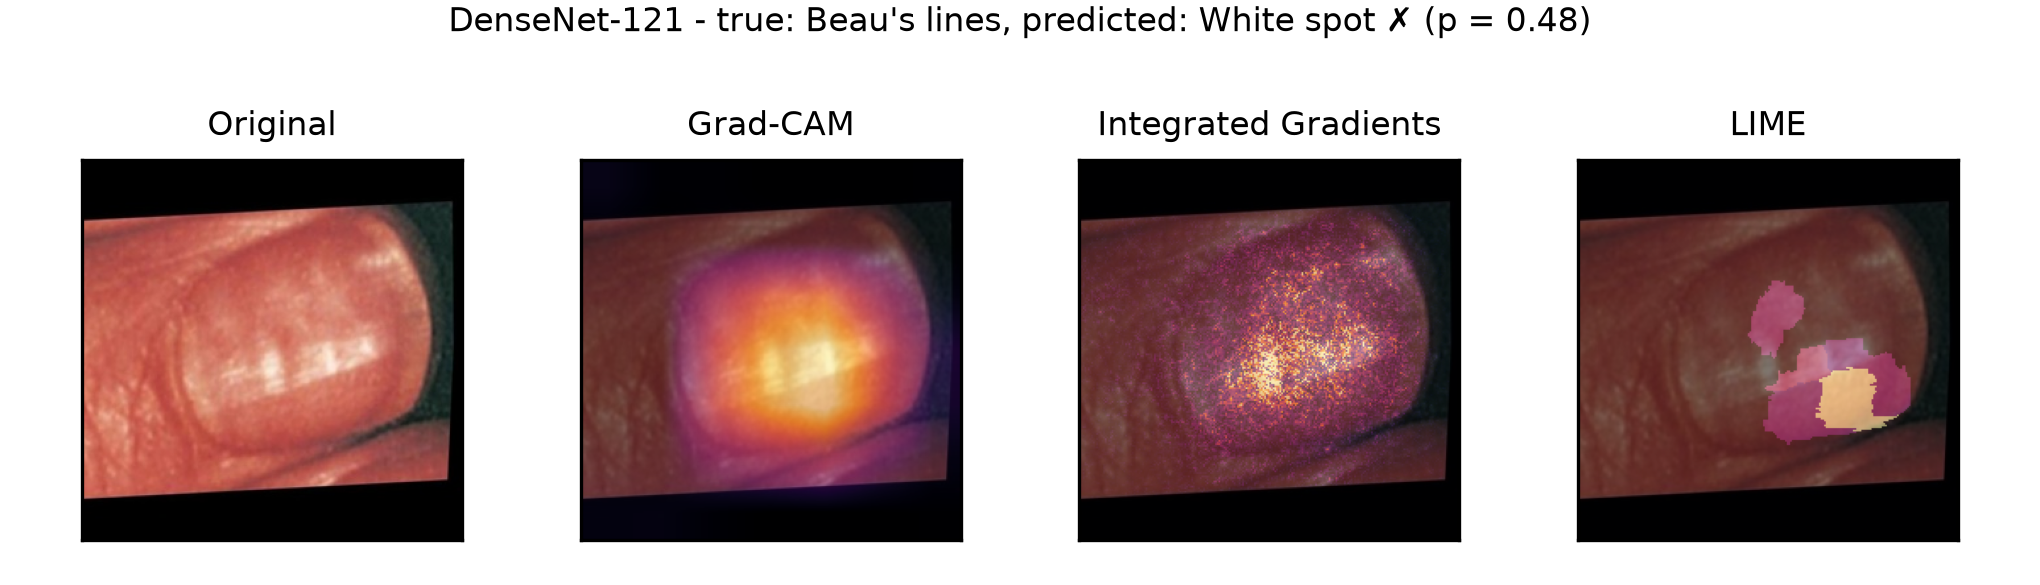 DenseNet-121 - true: Beau's lines, predicted: White spot ✗ (p = 0.48)
Original
Grad-CAM
Integrated Gradients
LIME